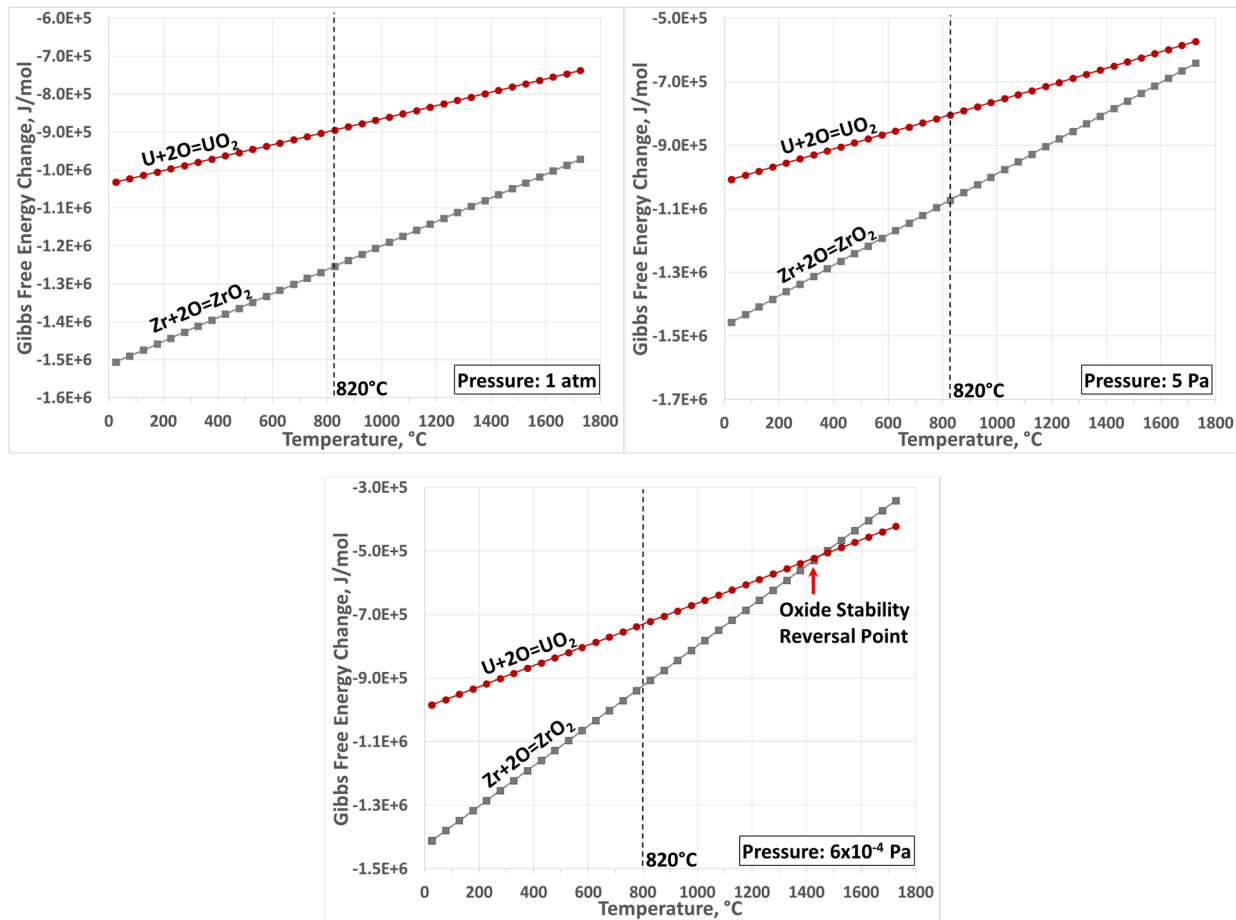 Gibbs Free Energy Change, J/mol
-6.0E+5
-7.0E+5
-8.0E+5
-9.0E+5
-1.0E+6
-1.1E+6
-1.2E+6
-1.3E+6
-1.4E+6
-1.5E+6
-1.6E+6
U+2O=UO₂
Zr+2O=ZrO₂
820°C
Pressure: 1 atm
0 200 400 600 800 1000 1200 1400 1600 1800
Temperature, °C
Gibbs Free Energy Change, J/mol
-5.0E+5
-7.0E+5
-9.0E+5
-1.1E+6
-1.3E+6
-1.5E+6
-1.7E+6
U+2O=UO₂
Zr+2O=ZrO₂
820°C
Pressure: 5 Pa
0 200 400 600 800 1000 1200 1400 1600 1800
Temperature, °C
Gibbs Free Energy Change, J/mol
-3.0E+5
-5.0E+5
-7.0E+5
-9.0E+5
-1.1E+6
-1.3E+6
-1.5E+6
Oxide Stability
Reversal Point
U+2O=UO₂
Zr+2O=ZrO₂
820°C
Pressure: 6x10⁻⁴ Pa
0 200 400 600 800 1000 1200 1400 1600 1800
Temperature, °C